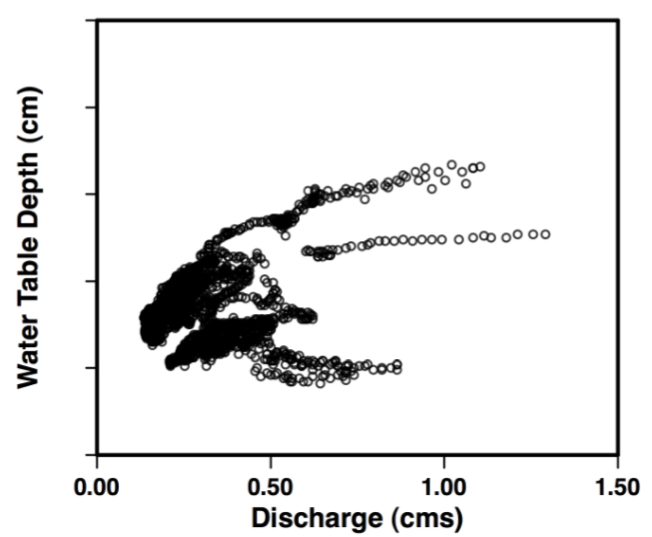 Water Table Depth (cm)
0.00 0.50 1.00 1.50
Discharge (cms)